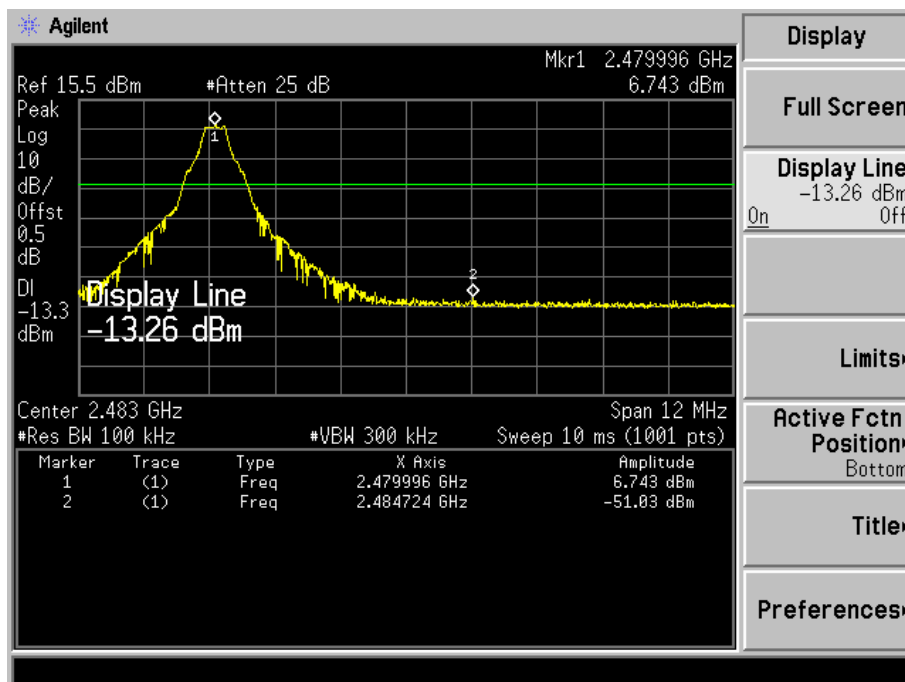 Agilent
Mkr1 2.479996 GHz
Ref 15.5 dBm #Atten 25 dB 6.743 dBm
Peak
Log
10
dB/
Offst
0.5
dB
DI
-13.3
dBm
1
2
Display Line
-13.26 dBm
Center 2.483 GHz Span 12 MHz
#Res BW 100 kHz #VBW 300 kHz Sweep 10 ms (1001 pts)
Marker Trace Type X Axis Amplitude
1 (1) Freq 2.479996 GHz 6.743 dBm
2 (1) Freq 2.484724 GHz -51.03 dBm
Display
Full Screen
Display Line
-13.26 dBm
On Off
Limits
Active Fctn
Position
Bottom
Title
Preferences